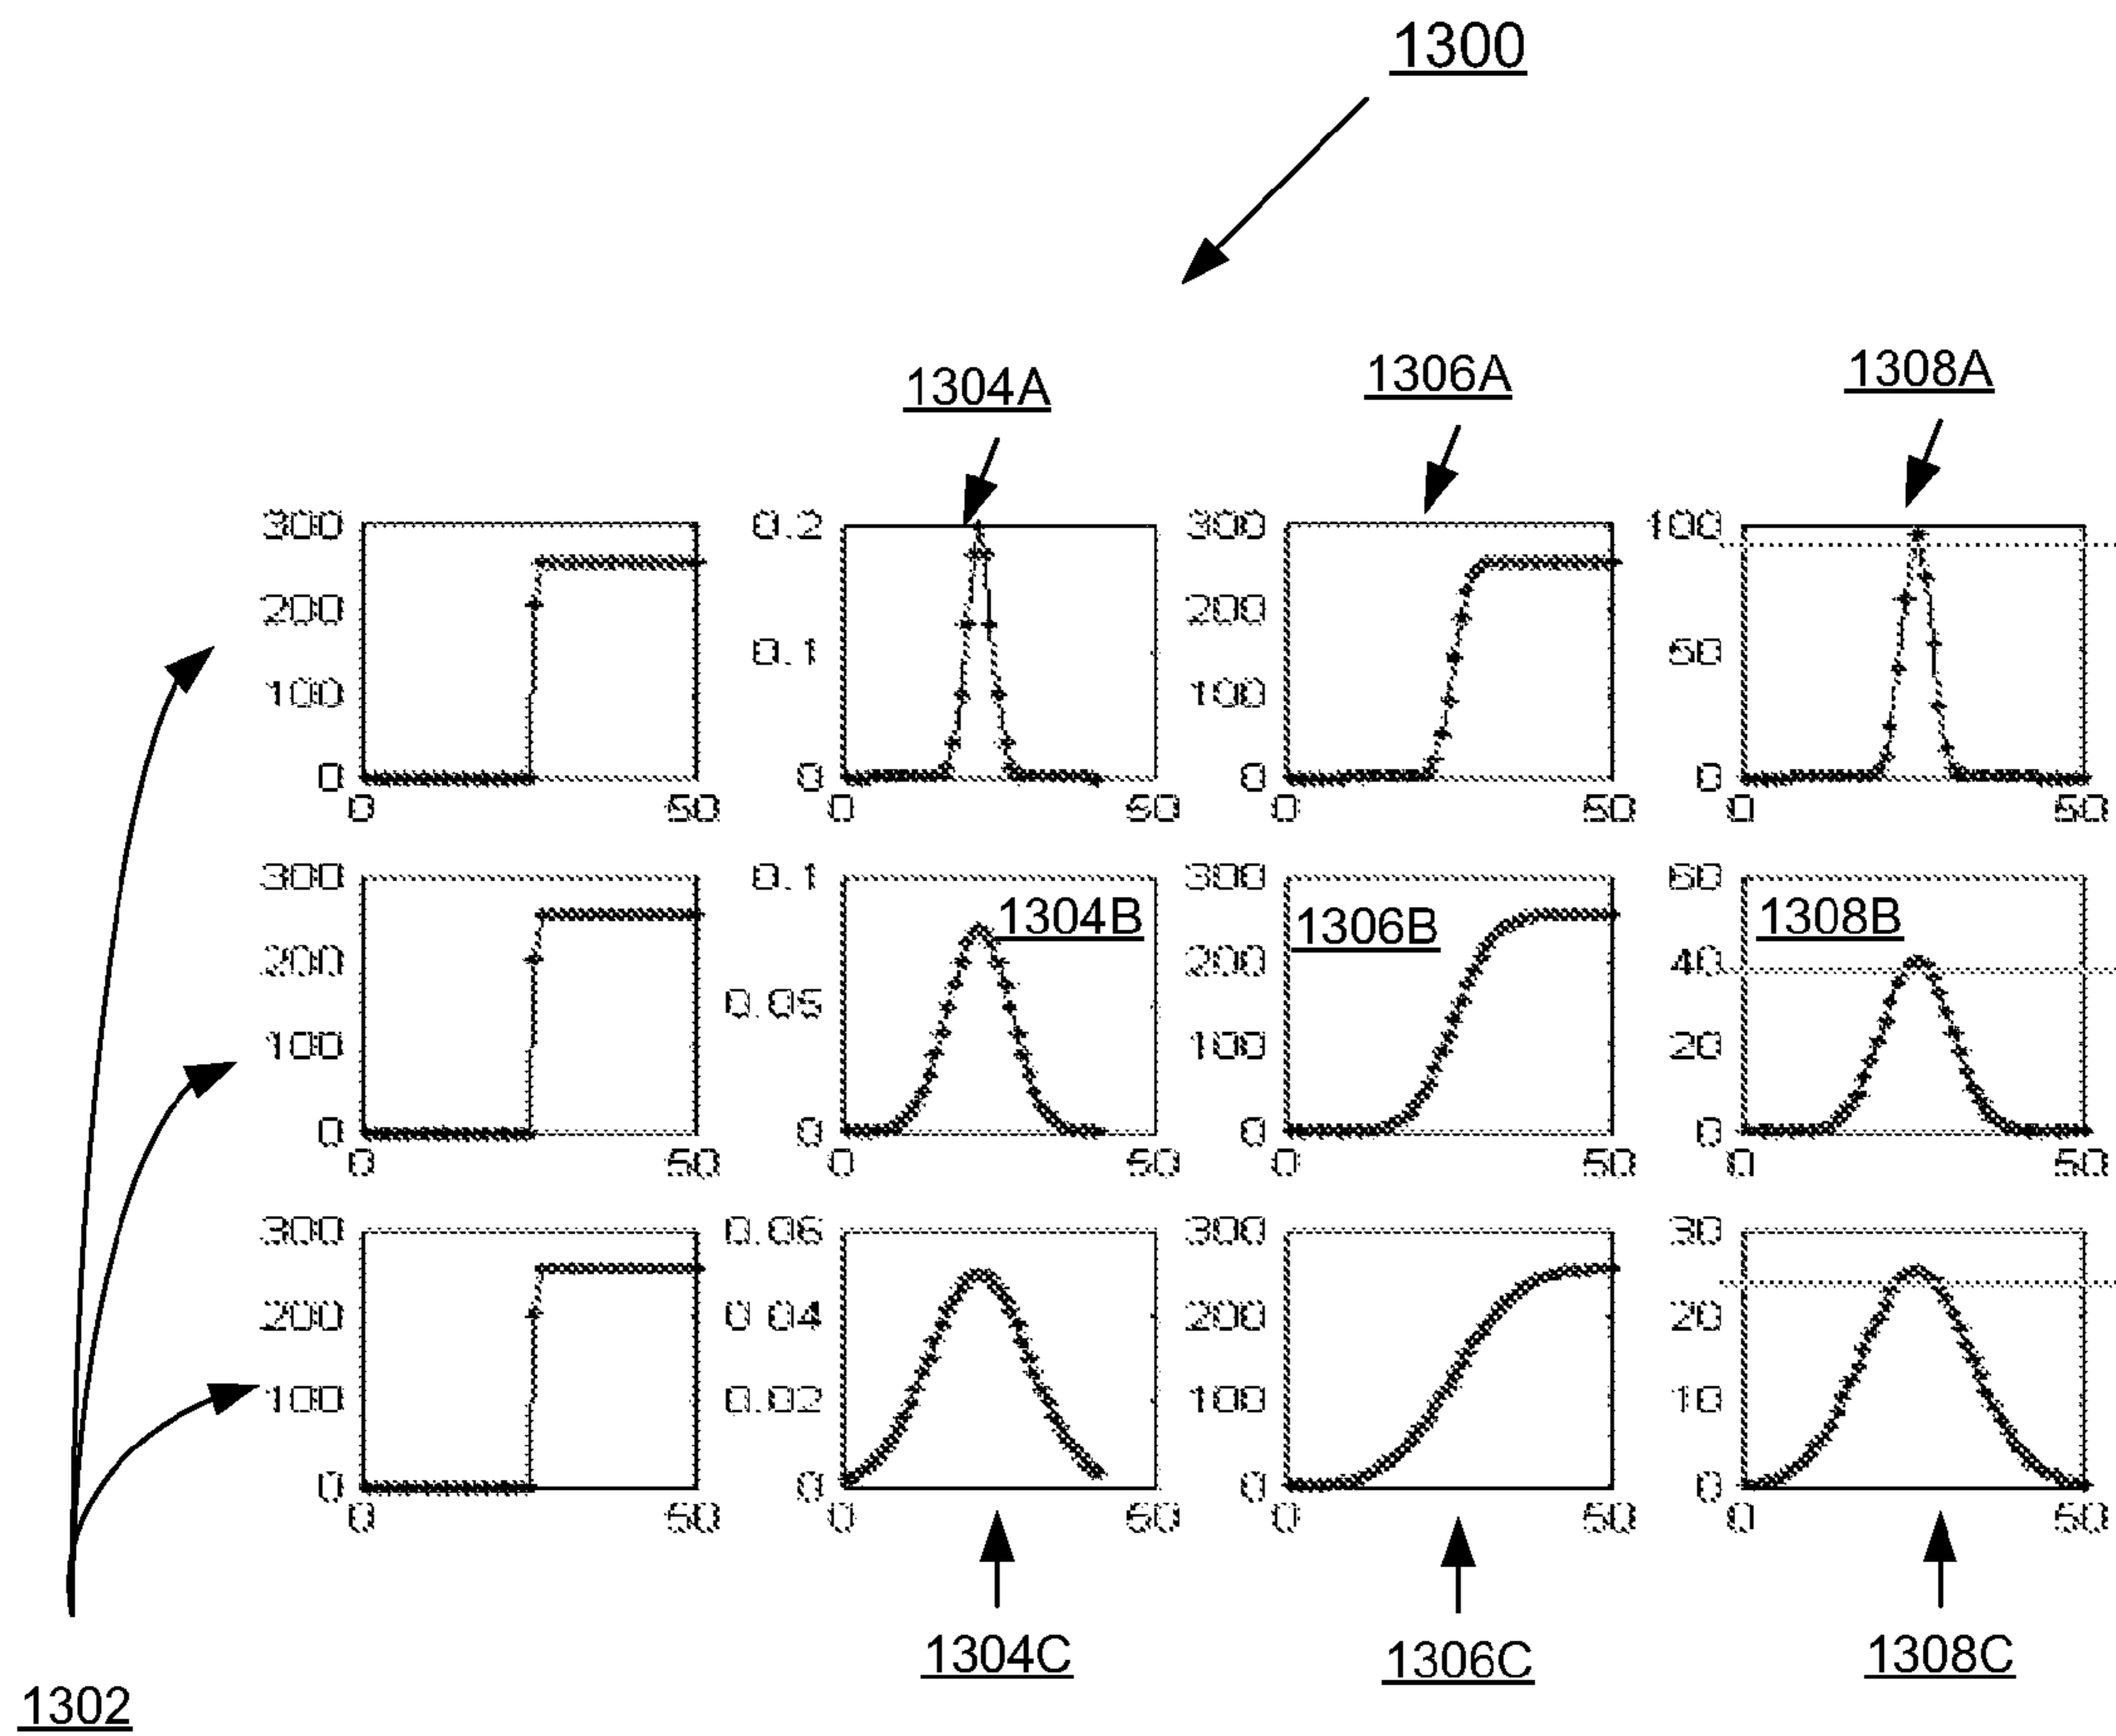 1300
1304A 1306A 1308A
300 0.2 300 100
200 0.1 200 50
100 100
0 0 0 0
0 50 0 50 0 50 0 50
300 0.1 300 60
1304B 1306B 1308B
200 0.05 200 40
100 100 20
0 0 0 0
0 50 0 50 0 50 0 50
300 0.06 300 30
200 0.04 200 20
100 0.02 100 10
0 0 0 0
0 50 0 50 0 50 0 50
1304C 1306C 1308C
1302